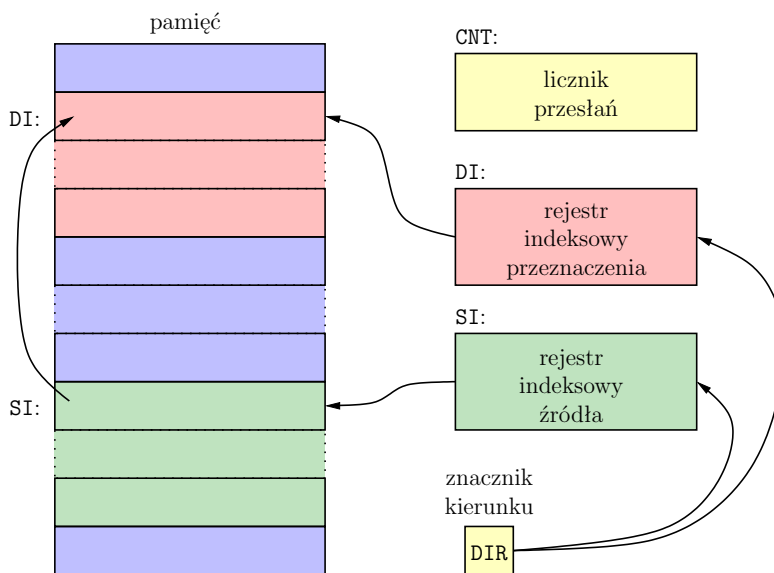 pamięć
DI:
SI:
CNT:
licznik
przesłań
DI:
rejestr
indeksowy
przeznaczenia
SI:
rejestr
indeksowy
źródła
znacznik
kierunku
DIR